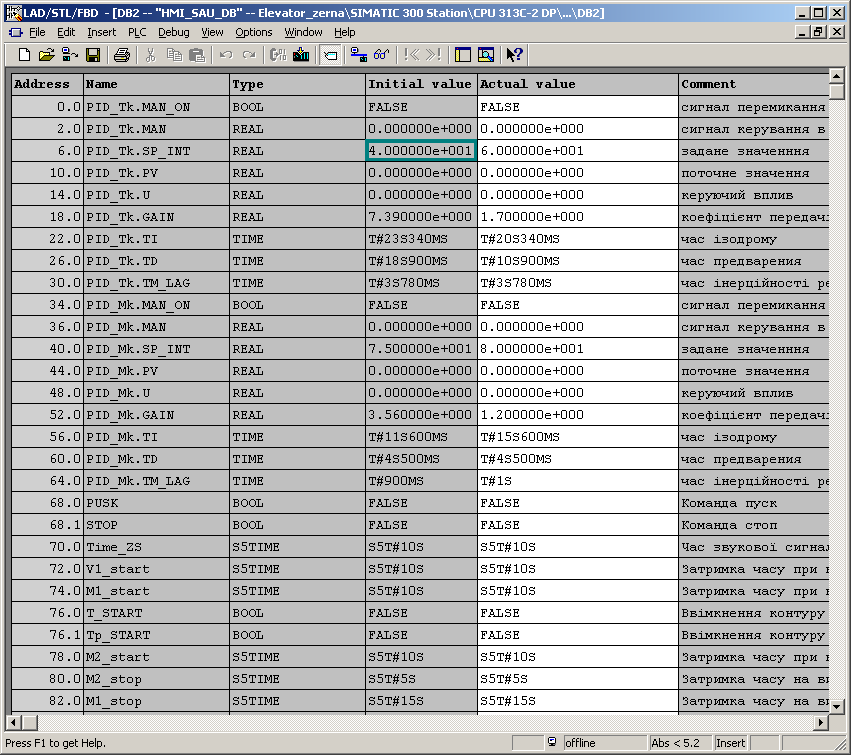 LAD/STL/FBD - [DB2 -- "HMI_SAU_DB" -- Elevator_zerna\SIMATIC 300 Station\CPU 313C-2 DP\...\DB2]
File Edit Insert PLC Debug View Options Window Help
Address Name Type Initial value Actual value Comment
0.0 PID_Tk.MAN_ON BOOL FALSE FALSE сигнал перемикання
2.0 PID_Tk.MAN REAL 0.000000e+000 0.000000e+000 сигнал керування в
6.0 PID_Tk.SP_INT REAL 4.000000e+001 6.000000e+001 задане значенння
10.0 PID_Tk.PV REAL 0.000000e+000 0.000000e+000 поточне значення
14.0 PID_Tk.U REAL 0.000000e+000 0.000000e+000 керуючий вплив
18.0 PID_Tk.GAIN REAL 7.390000e+000 1.700000e+000 коефіцієнт передачі
22.0 PID_Tk.TI TIME T#23S340MS T#20S340MS час ізодрому
26.0 PID_Tk.TD TIME T#18S900MS T#10S900MS час предварення
30.0 PID_Tk.TM_LAG TIME T#3S780MS T#3S780MS час інерційності ре
34.0 PID_Mk.MAN_ON BOOL FALSE FALSE сигнал перемикання
36.0 PID_Mk.MAN REAL 0.000000e+000 0.000000e+000 сигнал керування в
40.0 PID_Mk.SP_INT REAL 7.500000e+001 8.000000e+001 задане значенння
44.0 PID_Mk.PV REAL 0.000000e+000 0.000000e+000 поточне значення
48.0 PID_Mk.U REAL 0.000000e+000 0.000000e+000 керуючий вплив
52.0 PID_Mk.GAIN REAL 3.560000e+000 1.200000e+000 коефіцієнт передачі
56.0 PID_Mk.TI TIME T#11S600MS T#15S600MS час ізодрому
60.0 PID_Mk.TD TIME T#4S500MS T#4S500MS час предварення
64.0 PID_Mk.TM_LAG TIME T#900MS T#1S час інерційності ре
68.0 PUSK BOOL FALSE FALSE Команда пуск
68.1 STOP BOOL FALSE FALSE Команда стоп
70.0 Time_ZS S5TIME S5T#10S S5T#10S Час звукової сигнал
72.0 V1_start S5TIME S5T#10S S5T#10S Затримка часу при
74.0 M1_start S5TIME S5T#10S S5T#10S Затримка часу при
76.0 T_START BOOL FALSE FALSE Ввімкнення контуру
76.1 Tp_START BOOL FALSE FALSE Ввімкнення контуру
78.0 M2_start S5TIME S5T#10S S5T#10S Затримка часу при
80.0 M2_stop S5TIME S5T#5S S5T#5S Затримка часу на
82.0 M1_stop S5TIME S5T#15S S5T#15S Затримка часу на
Press F1 to get Help. offline Abs < 5.2 Insert